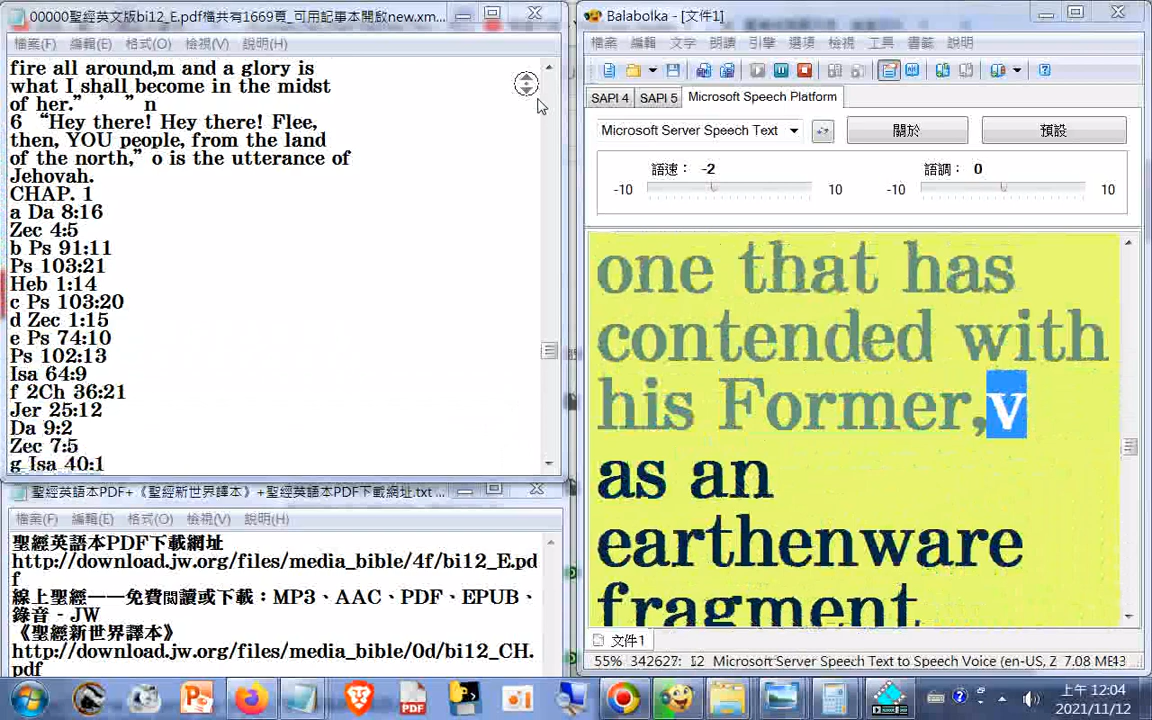 00000聖經英文版bi12_E.pdf檔共有1669頁_可用記事本開啟new.xm...
檔案(F) 編輯(E) 格式(O) 檢視(V) 說明(H)
fire all around,m and a glory is
what I shall become in the midst
of her.” ’ ”n
6 “Hey there! Hey there! Flee,
then, YOU people, from the land
of the north,” o is the utterance of
Jehovah.
CHAP. 1
a Da 8:16
Zec 4:5
b Ps 91:11
Ps 103:21
Heb 1:14
c Ps 103:20
d Zec 1:15
e Ps 74:10
Ps 102:13
Isa 64:9
f 2Ch 36:21
Jer 25:12
Da 9:2
Zec 7:5
g Isa 40:1
聖經英語本PDF+《聖經新世界譯本》+聖經英語本PDF下載網址.txt ...
檔案(F) 編輯(E) 格式(O) 檢視(V) 說明(H)
聖經英語本PDF下載網址
http://download.jw.org/files/media_bible/4f/bi12_E.pd
f
線上聖經──免費閱讀或下載：MP3、AAC、PDF、EPUB、
錄音 - JW
《聖經新世界譯本》
http://download.jw.org/files/media_bible/0d/bi12_CH.
pdf
Balabolka - [文件1]
檔案 編輯 文字 朗讀 引擎 選項 檢視 工具 書籤 說明
SAPI 4 SAPI 5 Microsoft Speech Platform
Microsoft Server Speech Text 關於 預設
語速： -2 語調： 0
-10 10 -10 10
one that has
contended with
his Former,v
as an
earthenware
fragment
文件1
55% 342627: 12 Microsoft Server Speech Text to Speech Voice (en-US, Z 7.08 MB
上午 12:04
2021/11/12